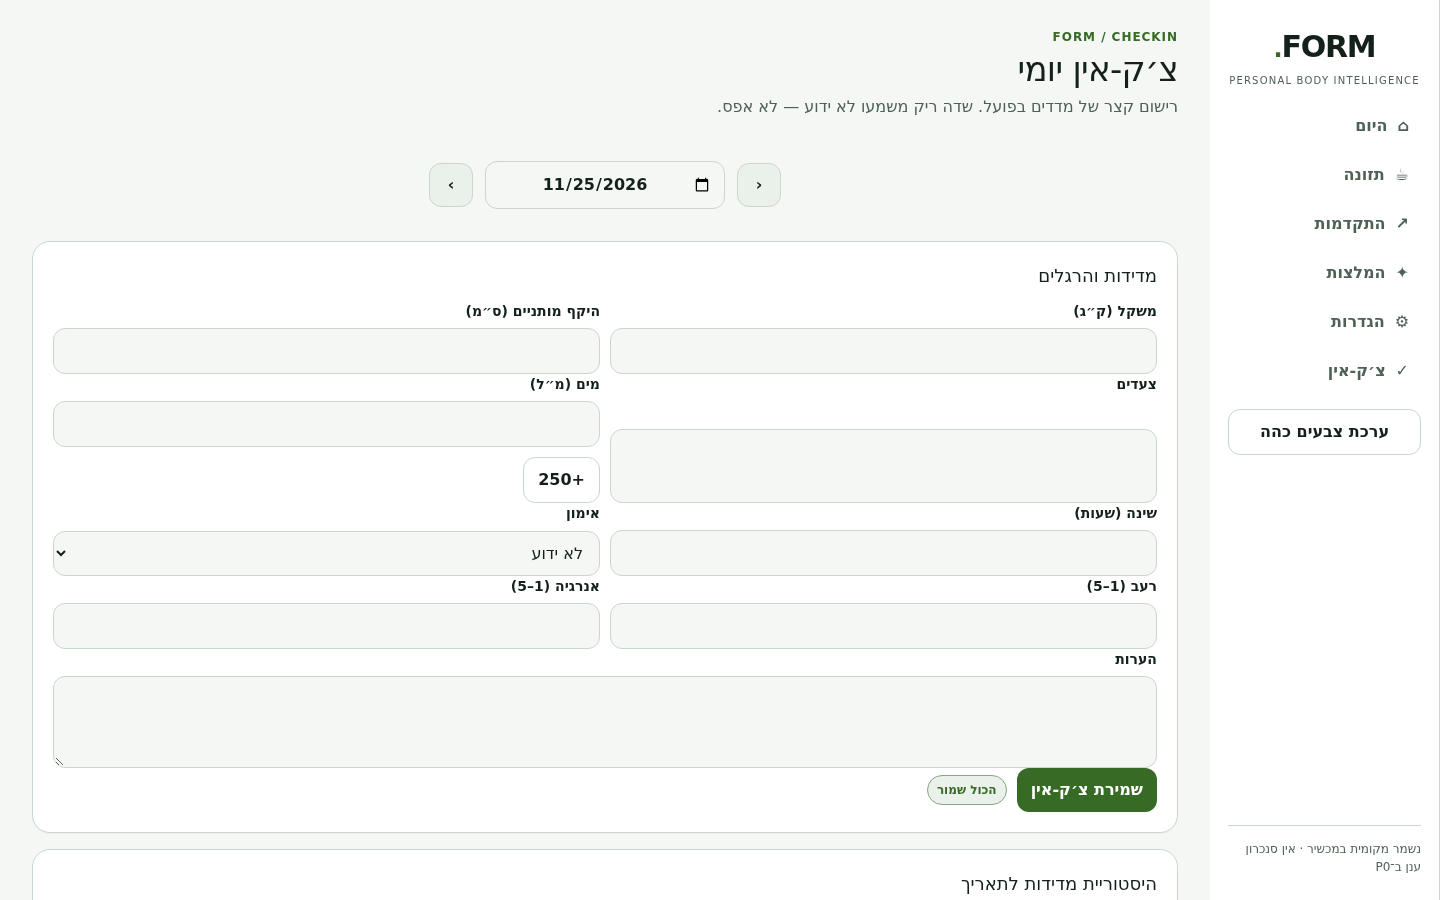 FORM.
PERSONAL BODY INTELLIGENCE
⌂ היום
☕ תזונה
↗ התקדמות
✦ המלצות
⚙ הגדרות
✓ צ׳ק-אין
ערכת צבעים כהה
נשמר מקומית במכשיר · אין סנכרון
ענן ב־P0
FORM / CHECKIN
צ׳ק-אין יומי
רישום קצר של מדדים בפועל. שדה ריק משמעו לא ידוע — לא אפס.
› 11/25/2026 ‹
מדידות והרגלים
משקל (ק״ג)
היקף מותניים (ס״מ)
צעדים
מים (מ״ל)
+250
שינה (שעות)
אימון
לא ידוע
רעב (1–5)
אנרגיה (1–5)
הערות
שמירת צ׳ק-אין
הכול שמור
היסטוריית מדידות לתאריך